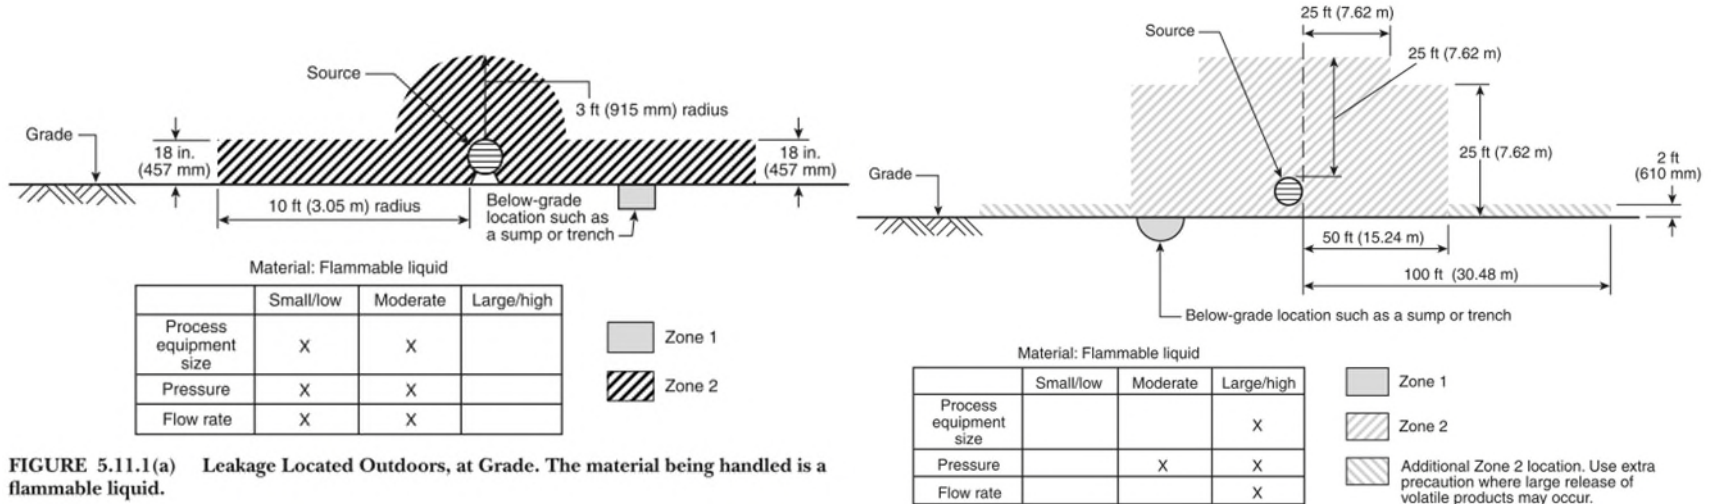 Source
3 ft (915 mm) radius
Grade
18 in.
(457 mm)
18 in.
(457 mm)
10 ft (3.05 m) radius
Below-grade
location such as
a sump or trench
Material: Flammable liquid
Small/low Moderate Large/high
Process
equipment
size
X X
Pressure X X
Flow rate X X
Zone 1
Zone 2
FIGURE 5.11.1(a) Leakage Located Outdoors, at Grade. The material being handled is a
flammable liquid.
25 ft (7.62 m)
Source
25 ft (7.62 m)
25 ft (7.62 m)
2 ft
(610 mm)
Grade
50 ft (15.24 m)
100 ft (30.48 m)
Below-grade location such as a sump or trench
Material: Flammable liquid
Small/low Moderate Large/high
Process
equipment
size
X
Pressure X X
Flow rate X
Zone 1
Zone 2
Additional Zone 2 location. Use extra
precaution where large release of
volatile products may occur.